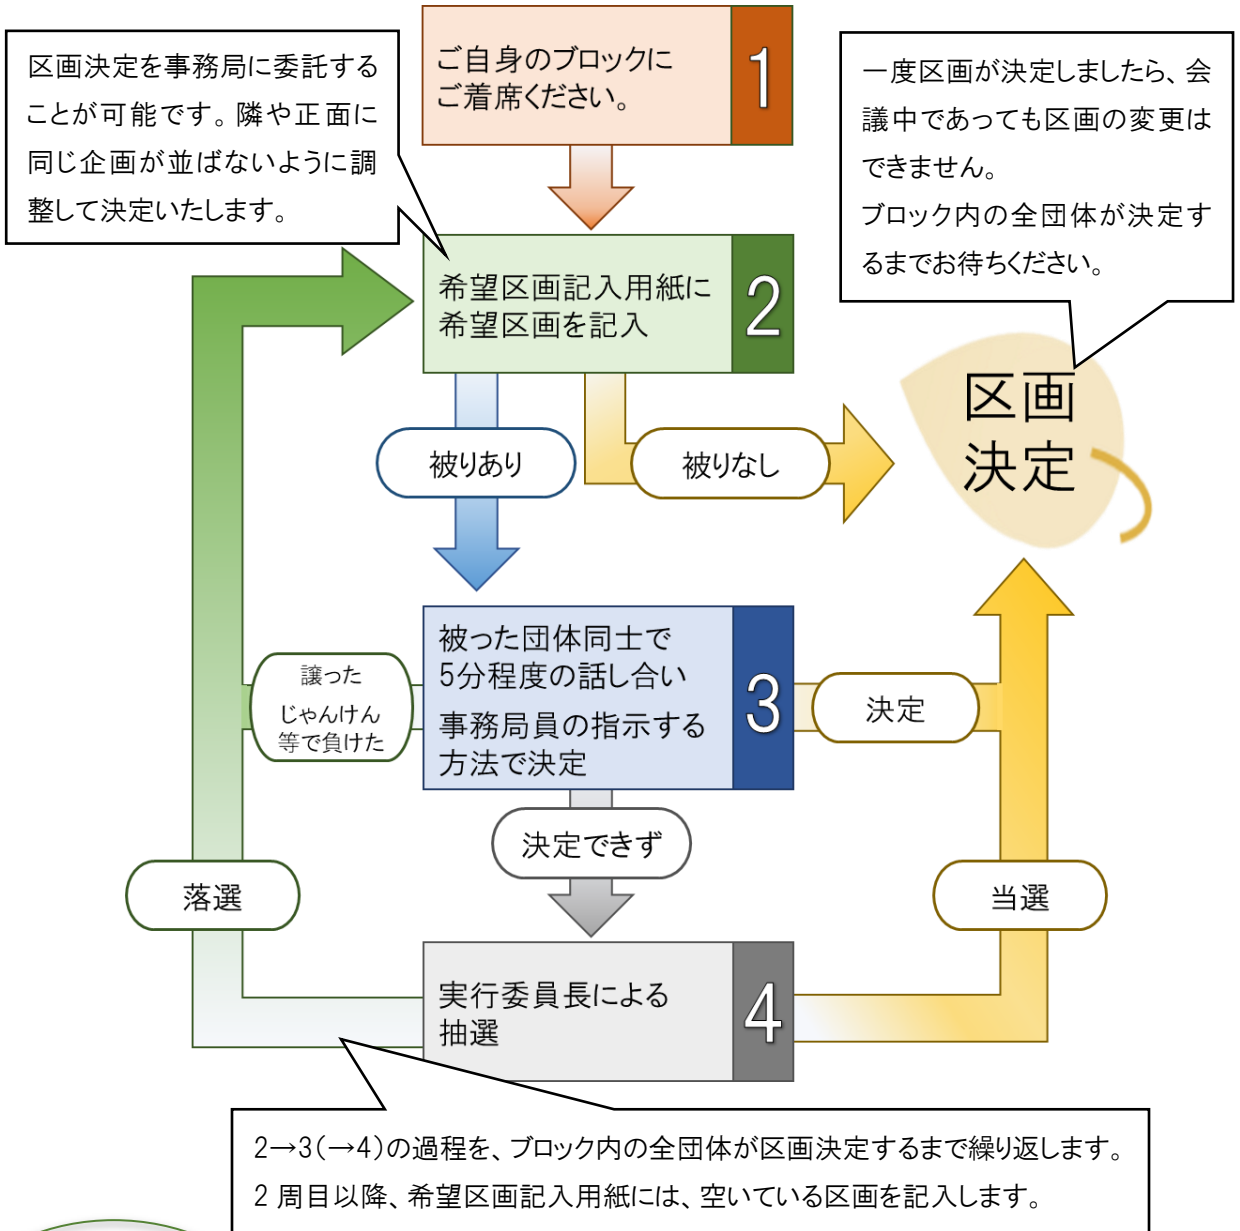 ご自身のブロックに
ご着席ください。
1
区画決定を事務局に委託する
ことが可能です。隣や正面に
同じ企画が並ばないように調
整して決定いたします。
一度区画が決定しましたら、会
議中であっても区画の変更は
できません。
ブロック内の全団体が決定す
るまでお待ちください。
希望区画記入用紙に
希望区画を記入
2
区画
決定
被りあり
被りなし
被った団体同士で
5分程度の話し合い
事務局員の指示する
方法で決定
3
譲った
じゃんけん
等で負けた
決定
決定できず
落選
当選
実行委員長による
抽選
4
2→3(→4)の過程を、ブロック内の全団体が区画決定するまで繰り返します。
2 周目以降、希望区画記入用紙には、空いている区画を記入します。